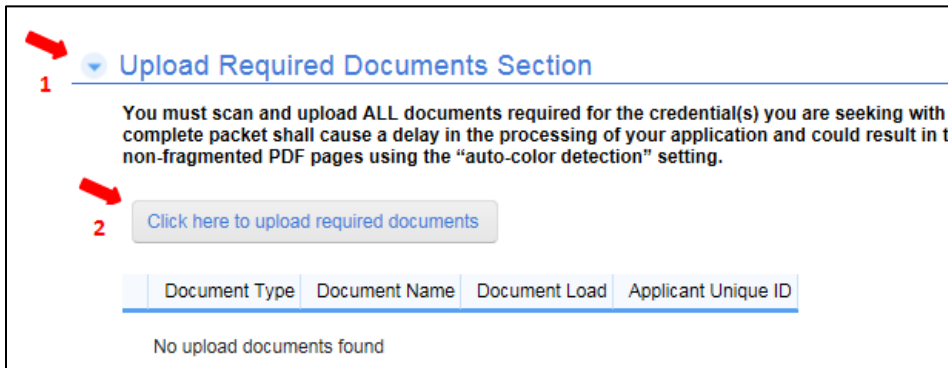 Upload Required Documents Section
1
You must scan and upload ALL documents required for the credential(s) you are seeking with
complete packet shall cause a delay in the processing of your application and could result in
non-fragmented PDF pages using the “auto-color detection” setting.
Click here to upload required documents
2
Document Type Document Name Document Load Applicant Unique ID
No upload documents found